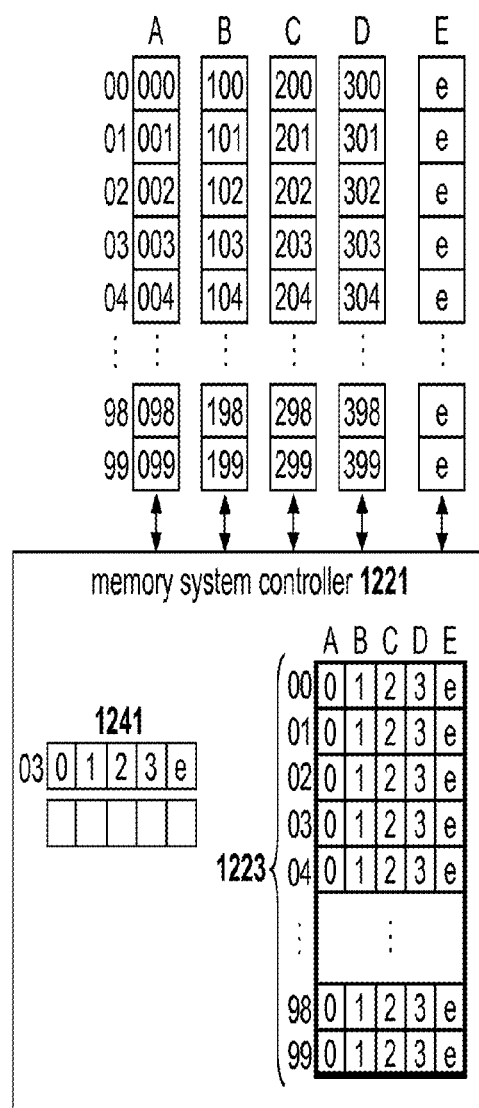 A B C D E
00 000 100 200 300 e
01 001 101 201 301 e
02 002 102 202 302 e
03 003 103 203 303 e
04 004 104 204 304 e
98 098 198 298 398 e
99 099 199 299 399 e
memory system controller 1221
A B C D E
00 0 1 2 3 e
01 0 1 2 3 e
02 0 1 2 3 e
03 0 1 2 3 e
04 0 1 2 3 e
98 0 1 2 3 e
99 0 1 2 3 e
1223
1241
03 0 1 2 3 e